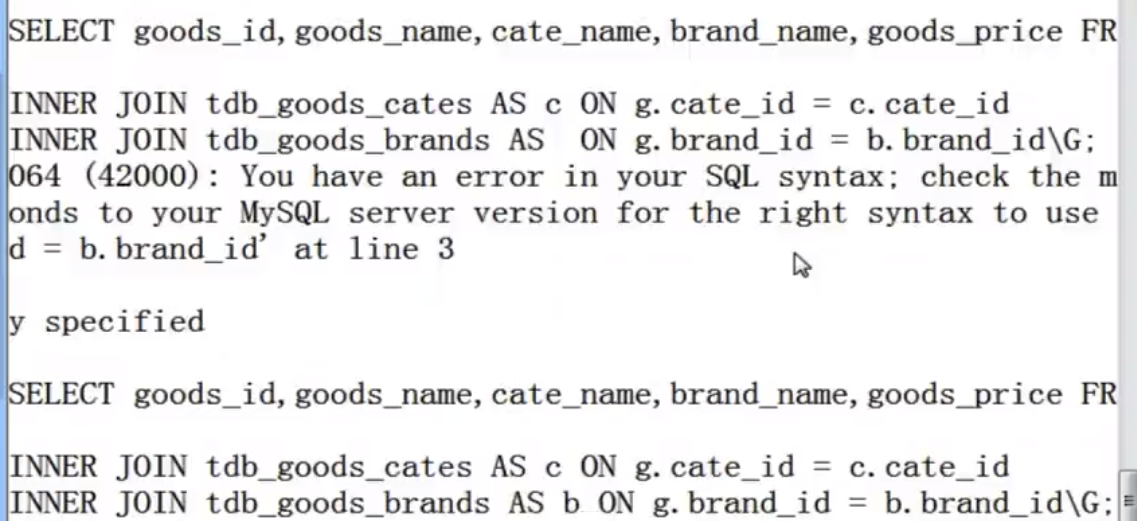 SELECT goods_id, goods_name, cate_name, brand_name, goods_price FR
INNER JOIN tdb_goods_cates AS c ON g.cate_id = c.cate_id
INNER JOIN tdb_goods_brands AS  ON g.brand_id = b.brand_id\G;
064 (42000): You have an error in your SQL syntax; check the m
onds to your MySQL server version for the right syntax to use
d = b.brand_id' at line 3
y specified
SELECT goods_id, goods_name, cate_name, brand_name, goods_price FR
INNER JOIN tdb_goods_cates AS c ON g.cate_id = c.cate_id
INNER JOIN tdb_goods_brands AS b ON g.brand_id = b.brand_id\G;